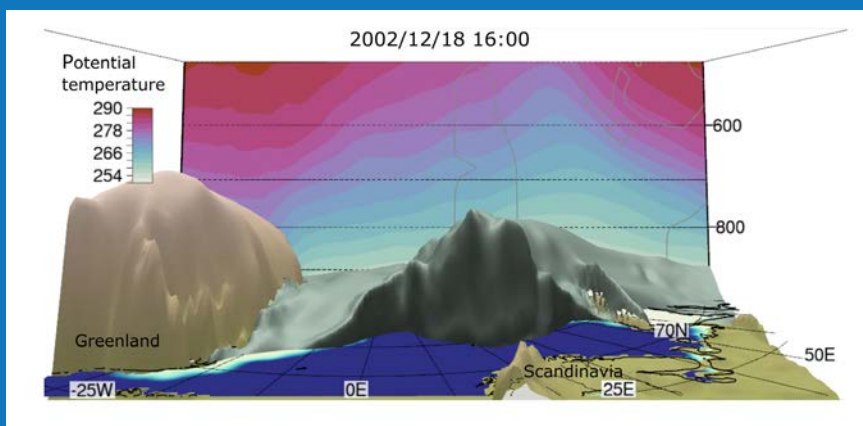 2002/12/18 16:00
Potential
temperature
290
278
266
254
600
800
Greenland
70N
50E
Scandinavia
-25W
0E
25E